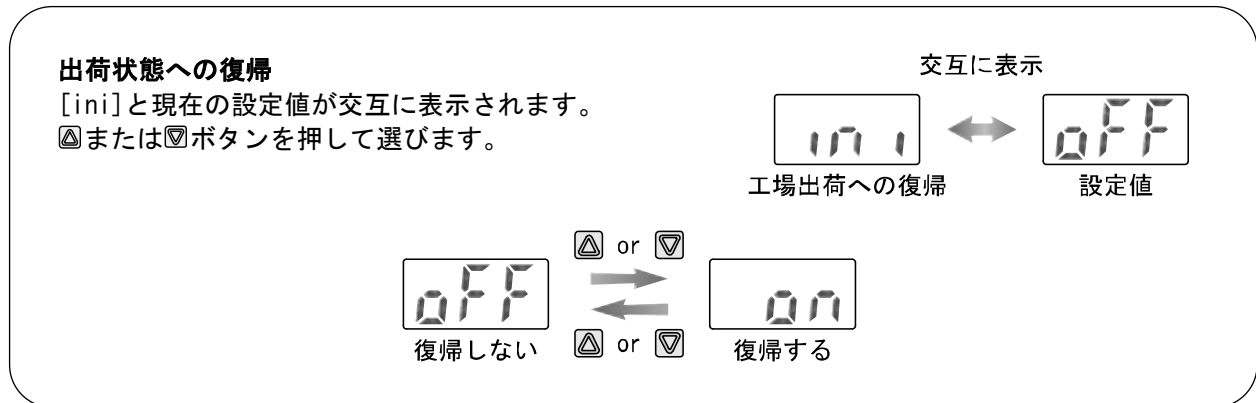 出荷状態への復帰
[ini]と現在の設定値が交互に表示されます。
△または▽ボタンを押して選びます。
交互に表示
ini
oFF
工場出荷への復帰
設定値
△ or ▽
oFF
on
復帰しない
△ or ▽
復帰する